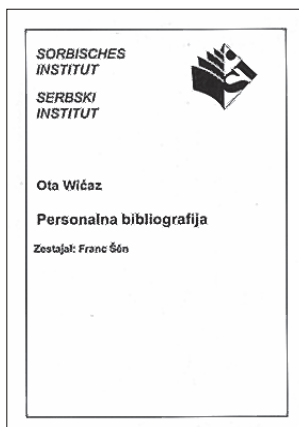 SORBISCHES
INSTITUT
SERBSKI
INSTITUT
Ota Wićaz
Personalna bibliografija
Zestajał: Franc Šěn